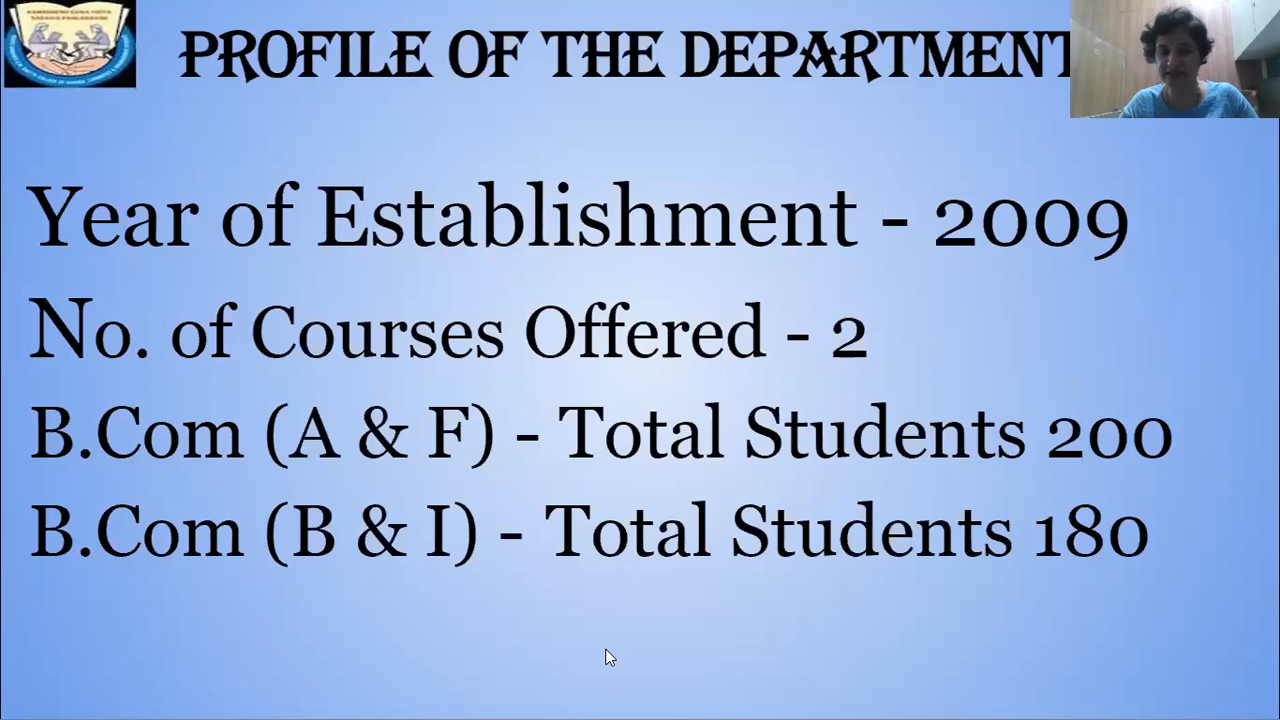 PROFILE OF THE DEPARTMENT
Year of Establishment - 2009
No. of Courses Offered - 2
B.Com (A & F) - Total Students 200
B.Com (B & I) - Total Students 180